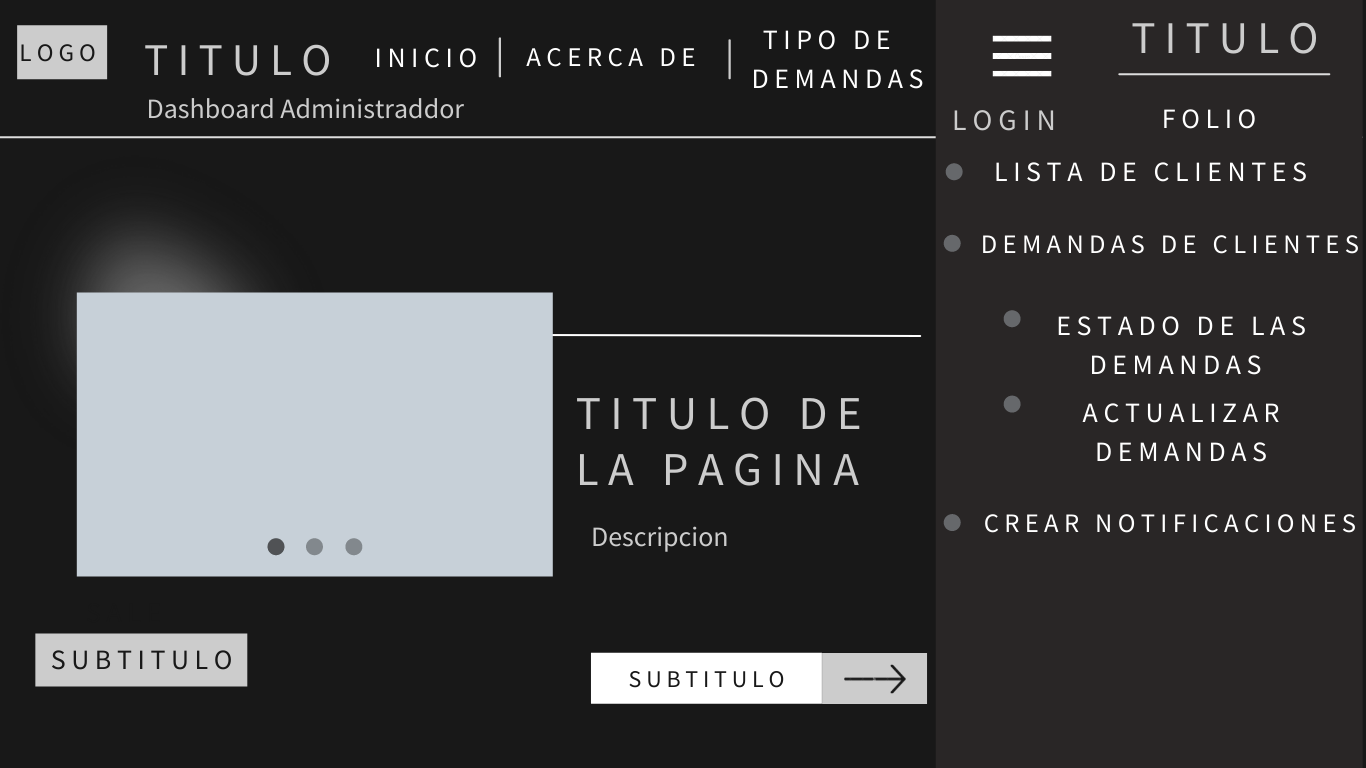 LOGO
TITULO
INICIO
ACERCA DE
TIPO DE
DEMANDAS
Dashboard Administraddor
TITULO DE
LA PAGINA
Descripcion
SUBTITULO
SUBTITULO
TITULO
LOGIN
FOLIO
LISTA DE CLIENTES
DEMANDAS DE CLIENTES
ESTADO DE LAS
DEMANDAS
ACTUALIZAR
DEMANDAS
CREAR NOTIFICACIONES